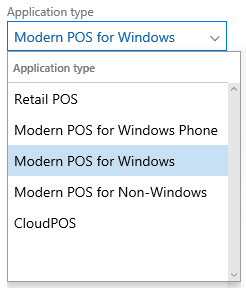 Application type
Modern POS for Windows
Application type
Retail POS
Modern POS for Windows Phone
Modern POS for Windows
Modern POS for Non-Windows
CloudPOS